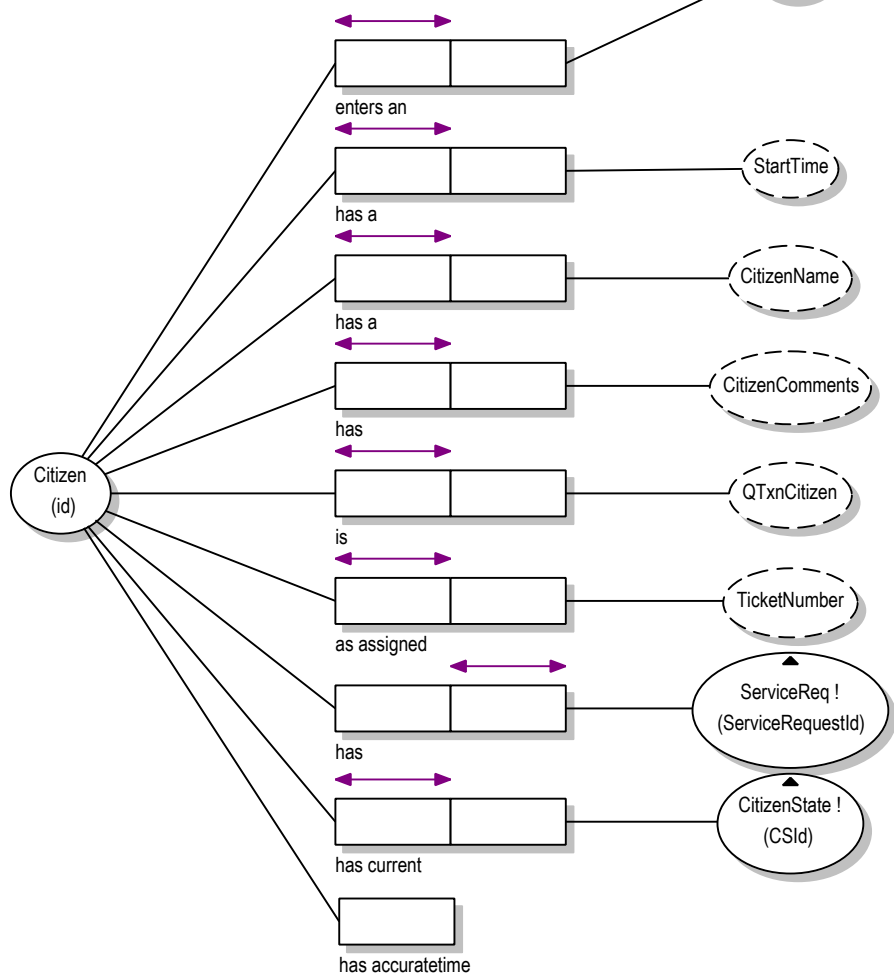 enters an
StartTime
has a
CitizenName
has a
CitizenComments
has
Citizen
(id)
QTxnCitizen
is
TicketNumber
as assigned
ServiceReq !
(ServiceRequestId)
has
CitizenState !
(CSId)
has current
has accuratetime